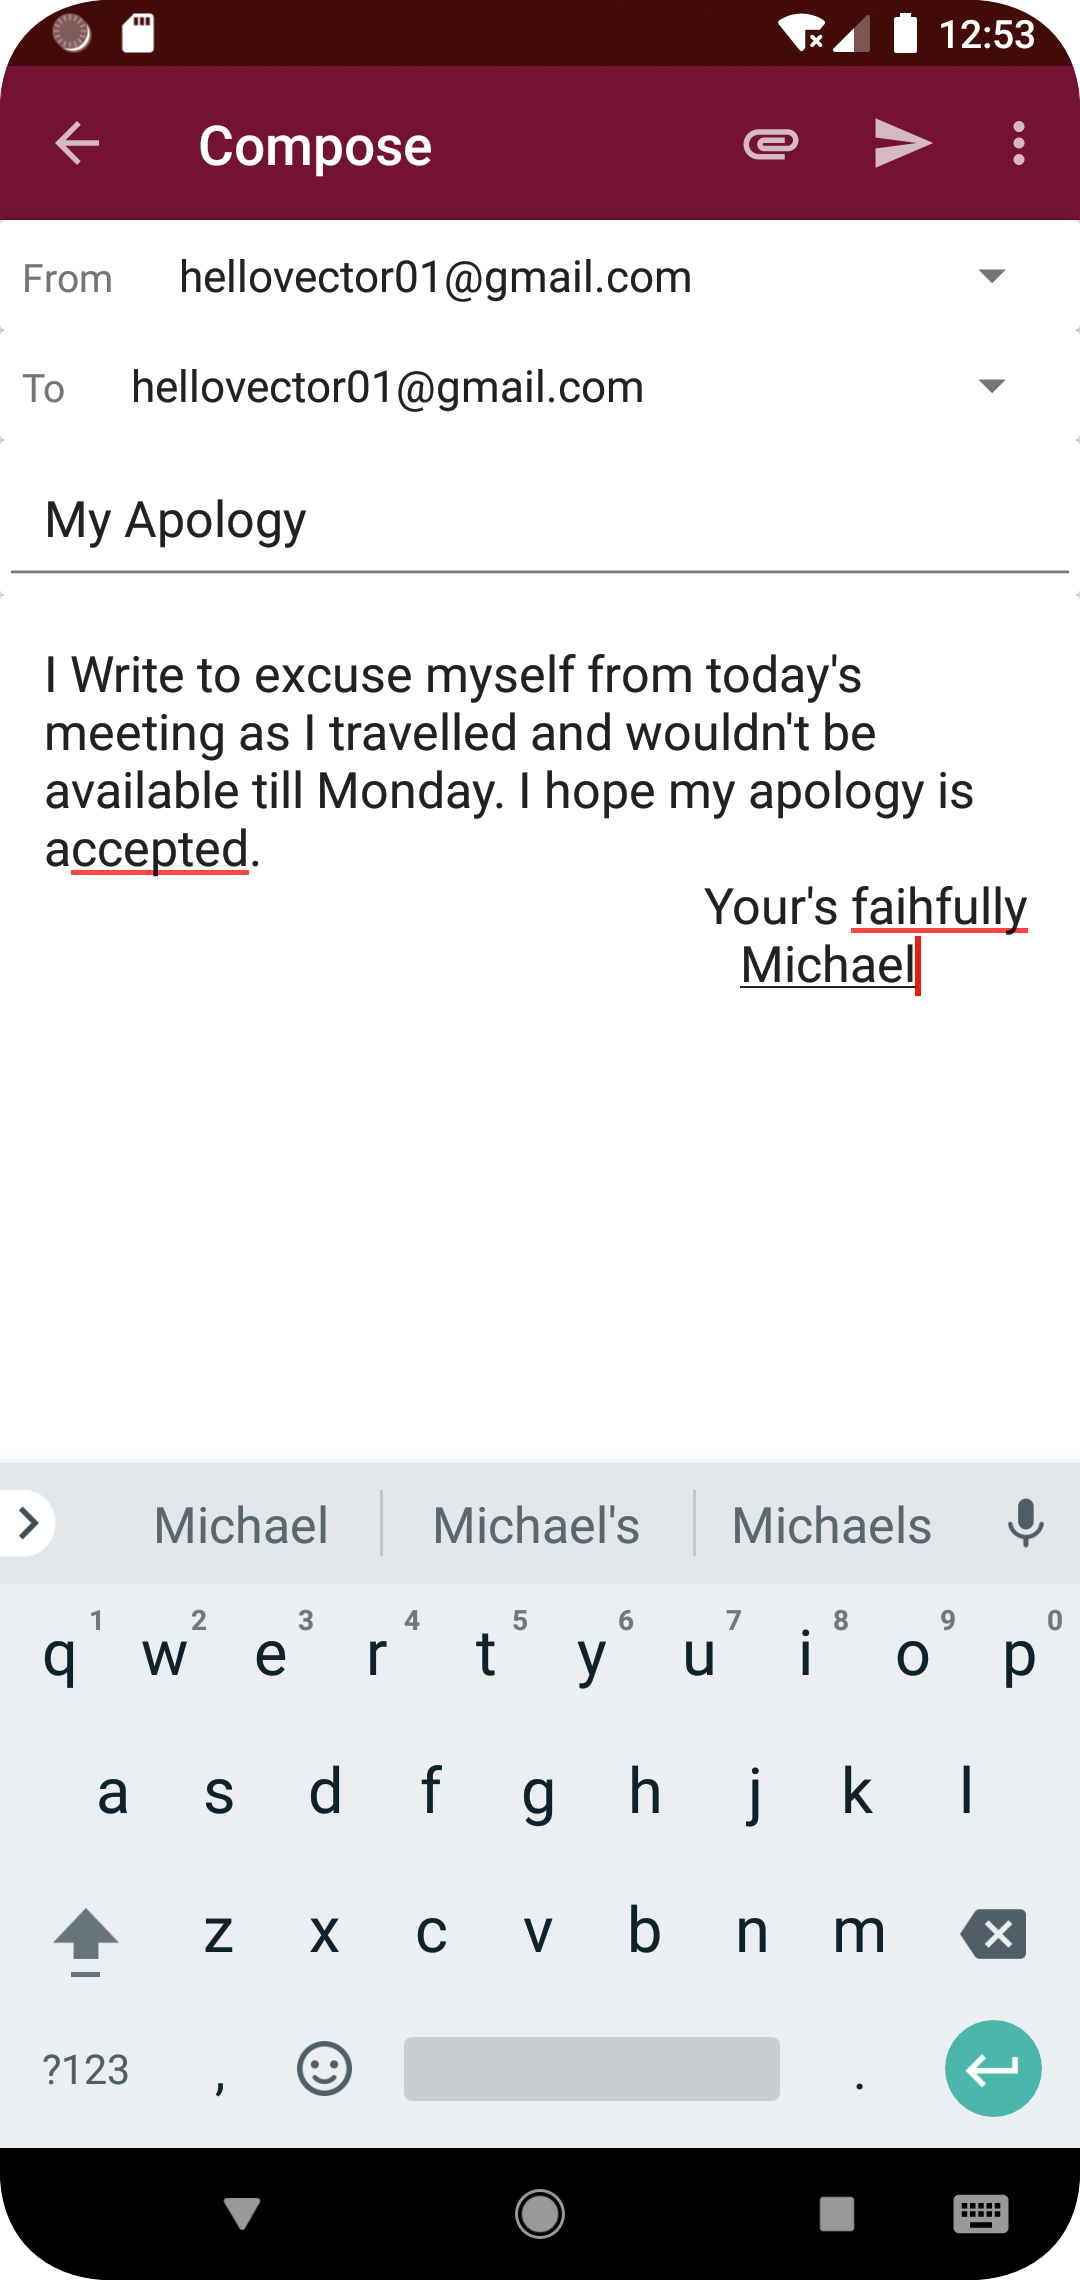 12:53
Compose
From hellovector01@gmail.com
To hellovector01@gmail.com
My Apology
I Write to excuse myself from today's
meeting as I travelled and wouldn't be
available till Monday. I hope my apology is
accepted.
Your's faihfully
Michael
Michael Michael's Michaels
1 2 3 4 5 6 7 8 9 0
q w e r t y u i o p
a s d f g h j k l
z x c v b n m
?123 , .